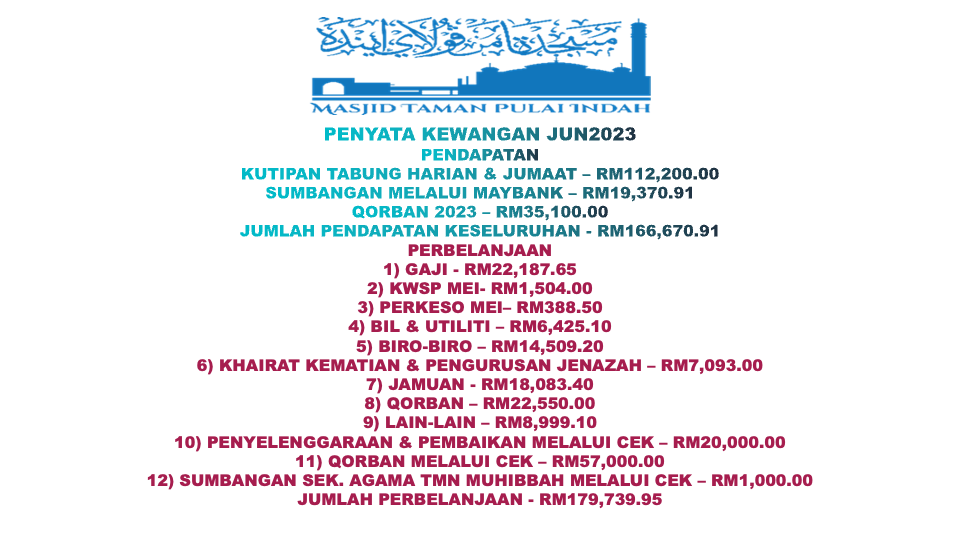 مسجد تامن ڤولاي اينده
MASJID TAMAN PULAI INDAH
PENYATA KEWANGAN JUN2023
PENDAPATAN
KUTIPAN TABUNG HARIAN & JUMAAT – RM112,200.00
SUMBANGAN MELALUI MAYBANK – RM19,370.91
QORBAN 2023 – RM35,100.00
JUMLAH PENDAPATAN KESELURUHAN - RM166,670.91
PERBELANJAAN
1) GAJI - RM22,187.65
2) KWSP MEI- RM1,504.00
3) PERKESO MEI– RM388.50
4) BIL & UTILITI – RM6,425.10
5) BIRO-BIRO – RM14,509.20
6) KHAIRAT KEMATIAN & PENGURUSAN JENAZAH – RM7,093.00
7) JAMUAN - RM18,083.40
8) QORBAN – RM22,550.00
9) LAIN-LAIN – RM8,999.10
10) PENYELENGGARAAN & PEMBAIKAN MELALUI CEK – RM20,000.00
11) QORBAN MELALUI CEK – RM57,000.00
12) SUMBANGAN SEK. AGAMA TMN MUHIBBAH MELALUI CEK – RM1,000.00
JUMLAH PERBELANJAAN - RM179,739.95